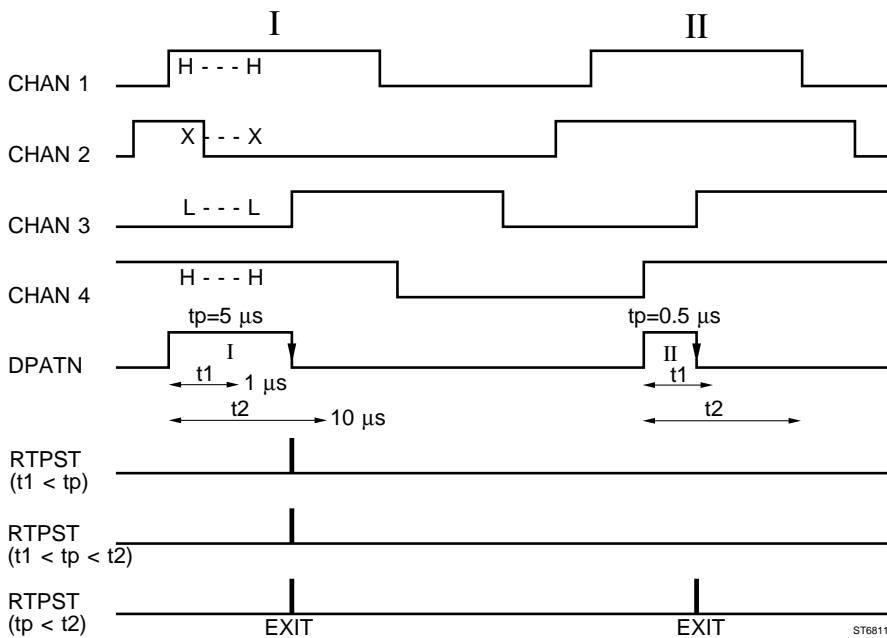 I II
CHAN 1
H - - - H
CHAN 2
X - - - X
CHAN 3
L - - - L
CHAN 4
H - - - H
tp=5 µs tp=0.5 µs
DPATN
I II
t1 1 µs t1
t2 10 µs t2
RTPST
(t1 < tp)
RTPST
(t1 < tp < t2)
RTPST
(tp < t2)
EXIT EXIT
ST6811